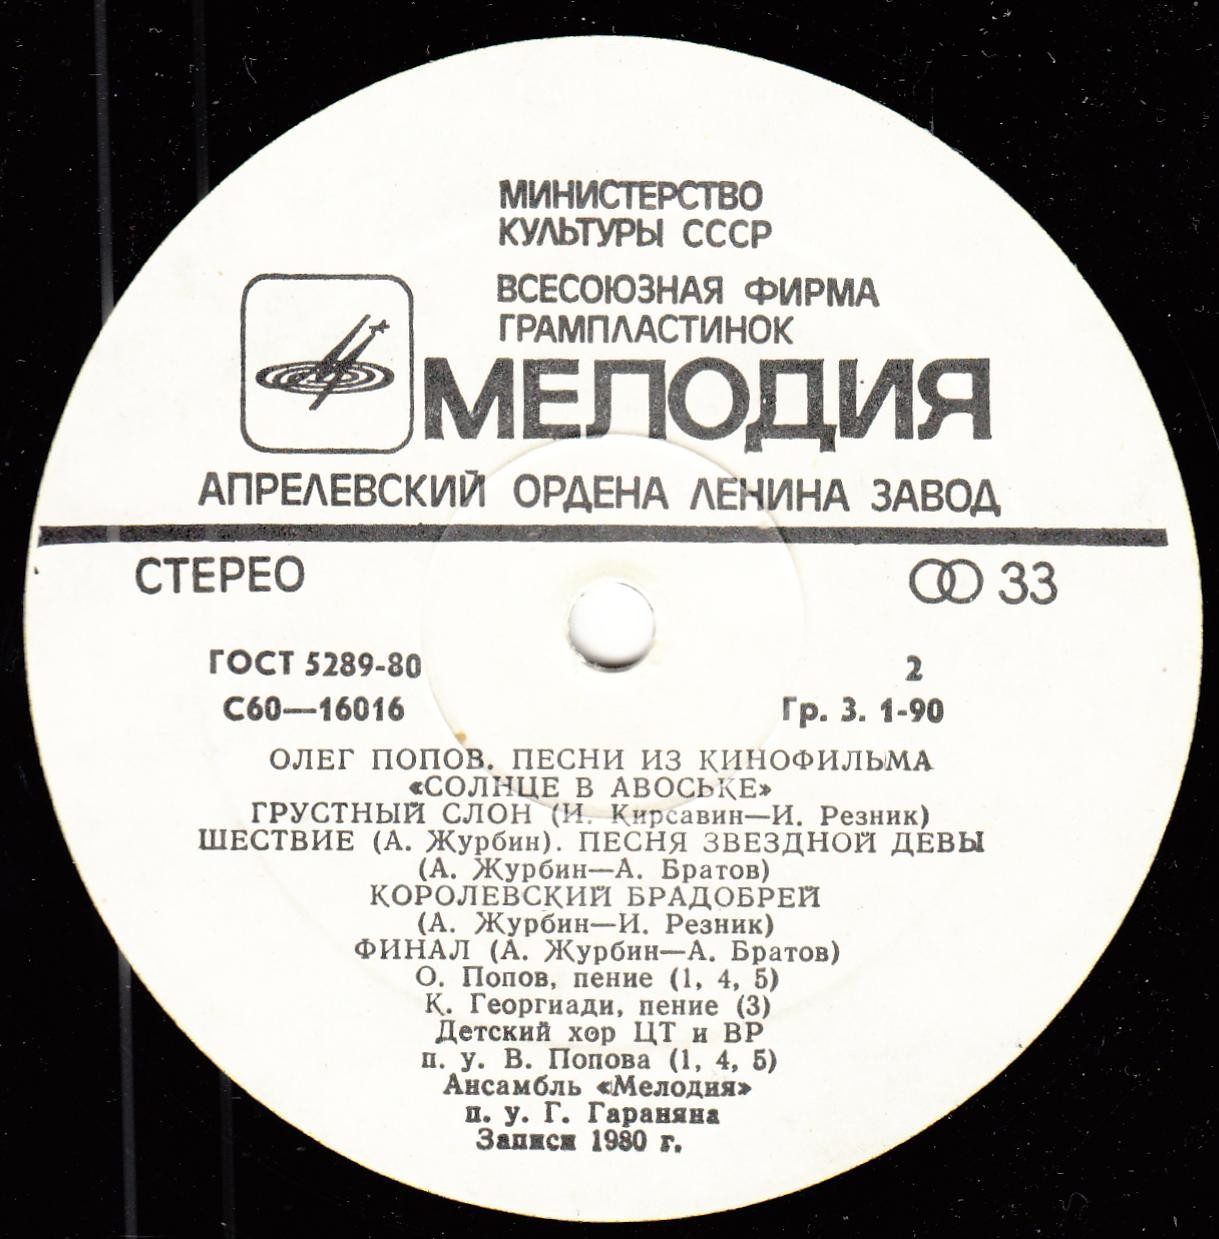 МИНИСТЕРСТВО
КУЛЬТУРЫ СССР
ВСЕСОЮЗНАЯ ФИРМА
ГРАМПЛАСТИНОК
МЕЛОДИЯ
АПРЕЛЕВСКИЙ ОРДЕНА ЛЕНИНА ЗАВОД
СТЕРЕО 33
ГОСТ 5289-80 2
С60—16016 Гр. 3. 1-90
ОЛЕГ ПОПОВ. ПЕСНИ ИЗ КИНОФИЛЬМА
«СОЛНЦЕ В АВОСЬКЕ»
ГРУСТНЫЙ СЛОН (И. Кирсавин—И. Резник)
ШЕСТВИЕ (А. Журбин). ПЕСНЯ ЗВЕЗДНОЙ ДЕВЫ
(А. Журбин—А. Братов)
КОРОЛЕВСКИЙ БРАДОБРЕЙ
(А. Журбин—И. Резник)
ФИНАЛ (А. Журбин—А. Братов)
О. Попов, пение (1, 4, 5)
К. Георгиади, пение (3)
Детский хор ЦТ и ВР
п. у. В. Попова (1, 4, 5)
Ансамбль «Мелодия»
п. у. Г. Гараняна
Записи 1980 г.